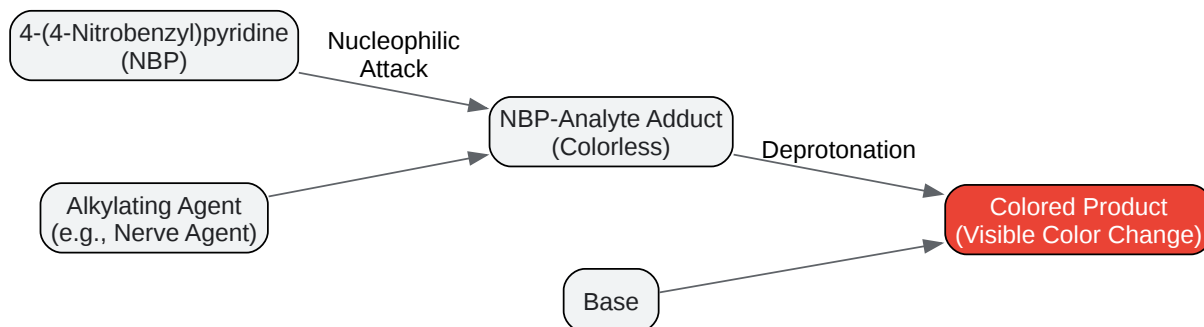 4-(4-Nitrobenzyl)pyridine
(NBP)
Nucleophilic
Attack
Alkylating Agent
(e.g., Nerve Agent)
NBP-Analyte Adduct
(Colorless)
Deprotonation
Base
Colored Product
(Visible Color Change)